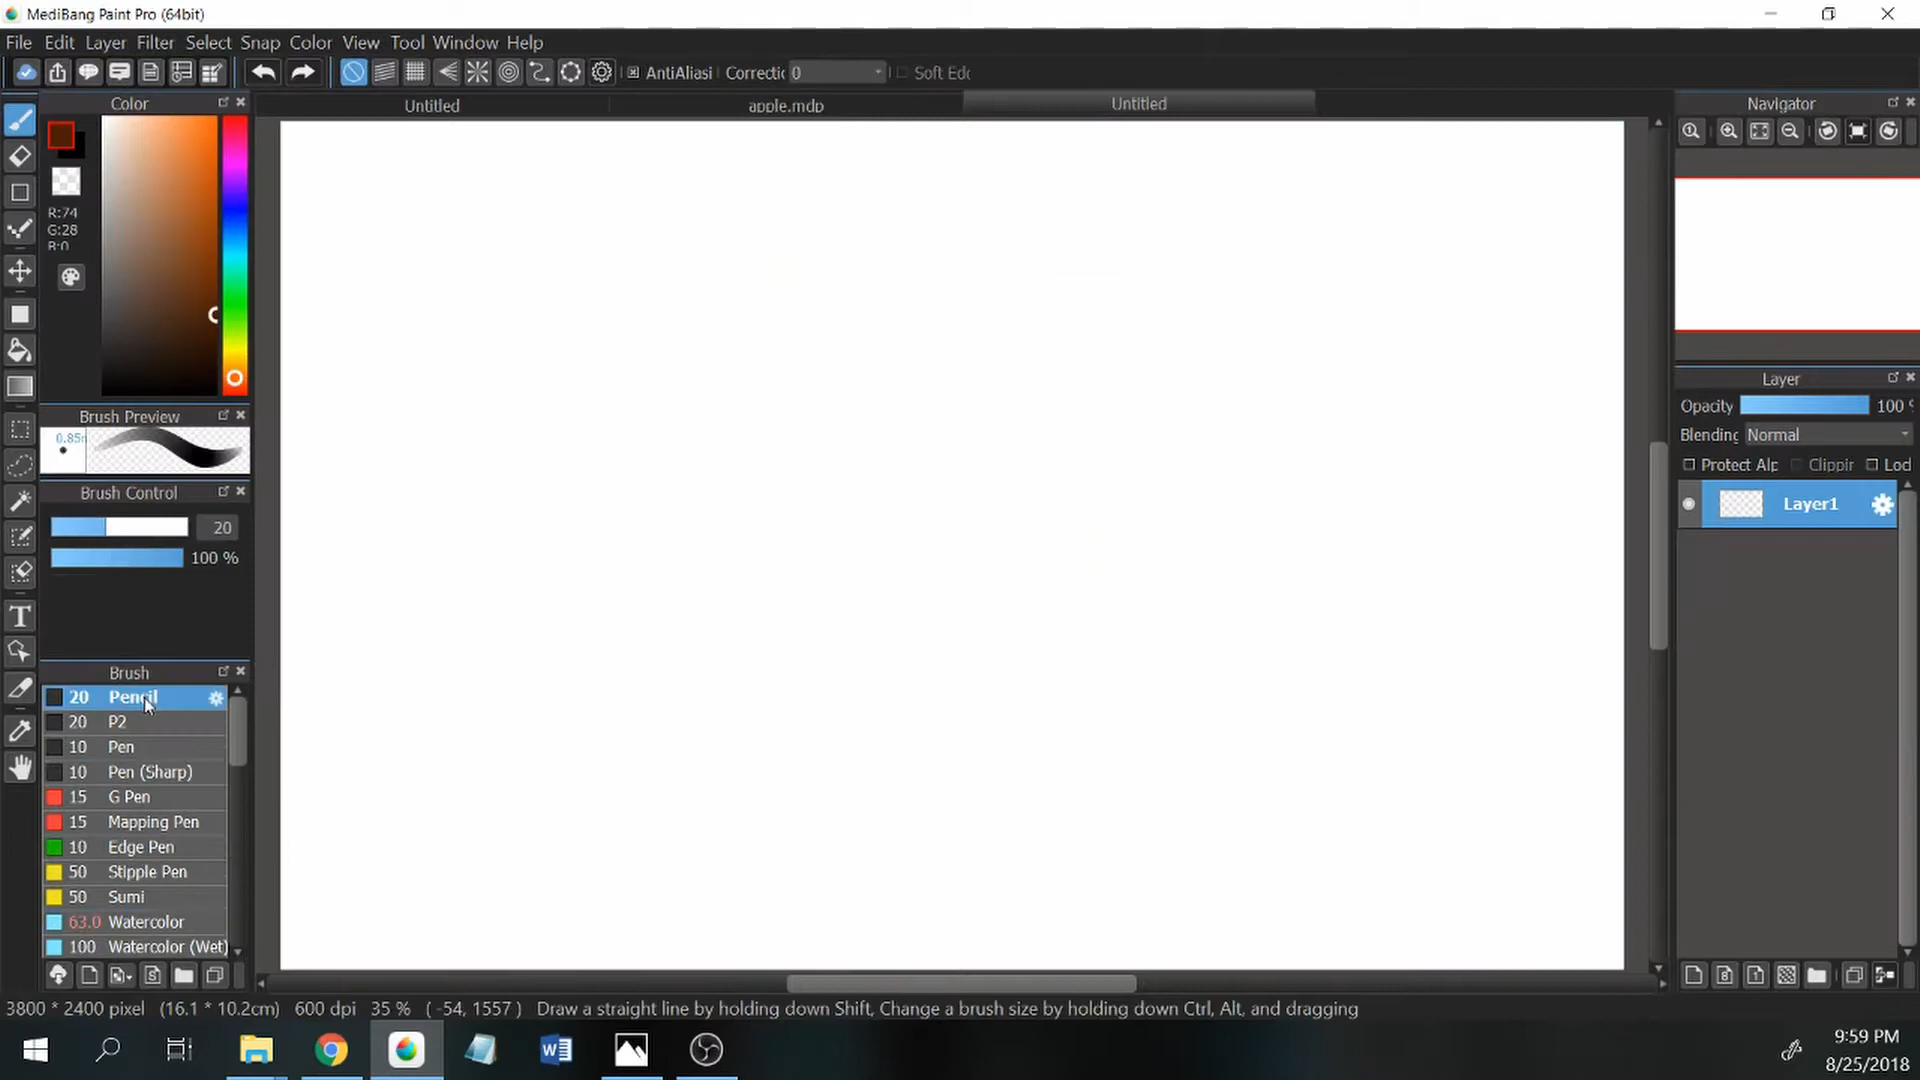 MediBang Paint Pro (64bit)
File Edit Layer Filter Select Snap Color View Tool Window Help
AntiAliasi Correctic 0 Soft Edc
Color
Untitled apple.mdp Untitled
Navigator
R:74
G:28
B:0
Brush Preview
0.85r
Brush Control
20
100 %
Layer
Opacity 100 %
Blending Normal
Protect Alp Clippir Loc
Layer1
Brush
20 Pencil
20 P2
10 Pen
10 Pen (Sharp)
15 G Pen
15 Mapping Pen
10 Edge Pen
50 Stipple Pen
50 Sumi
63.0 Watercolor
100 Watercolor (Wet)
3800 * 2400 pixel (16.1 * 10.2cm) 600 dpi 35 % ( -54, 1557 ) Draw a straight line by holding down Shift, Change a brush size by holding down Ctrl, Alt, and dragging
9:59 PM
8/25/2018